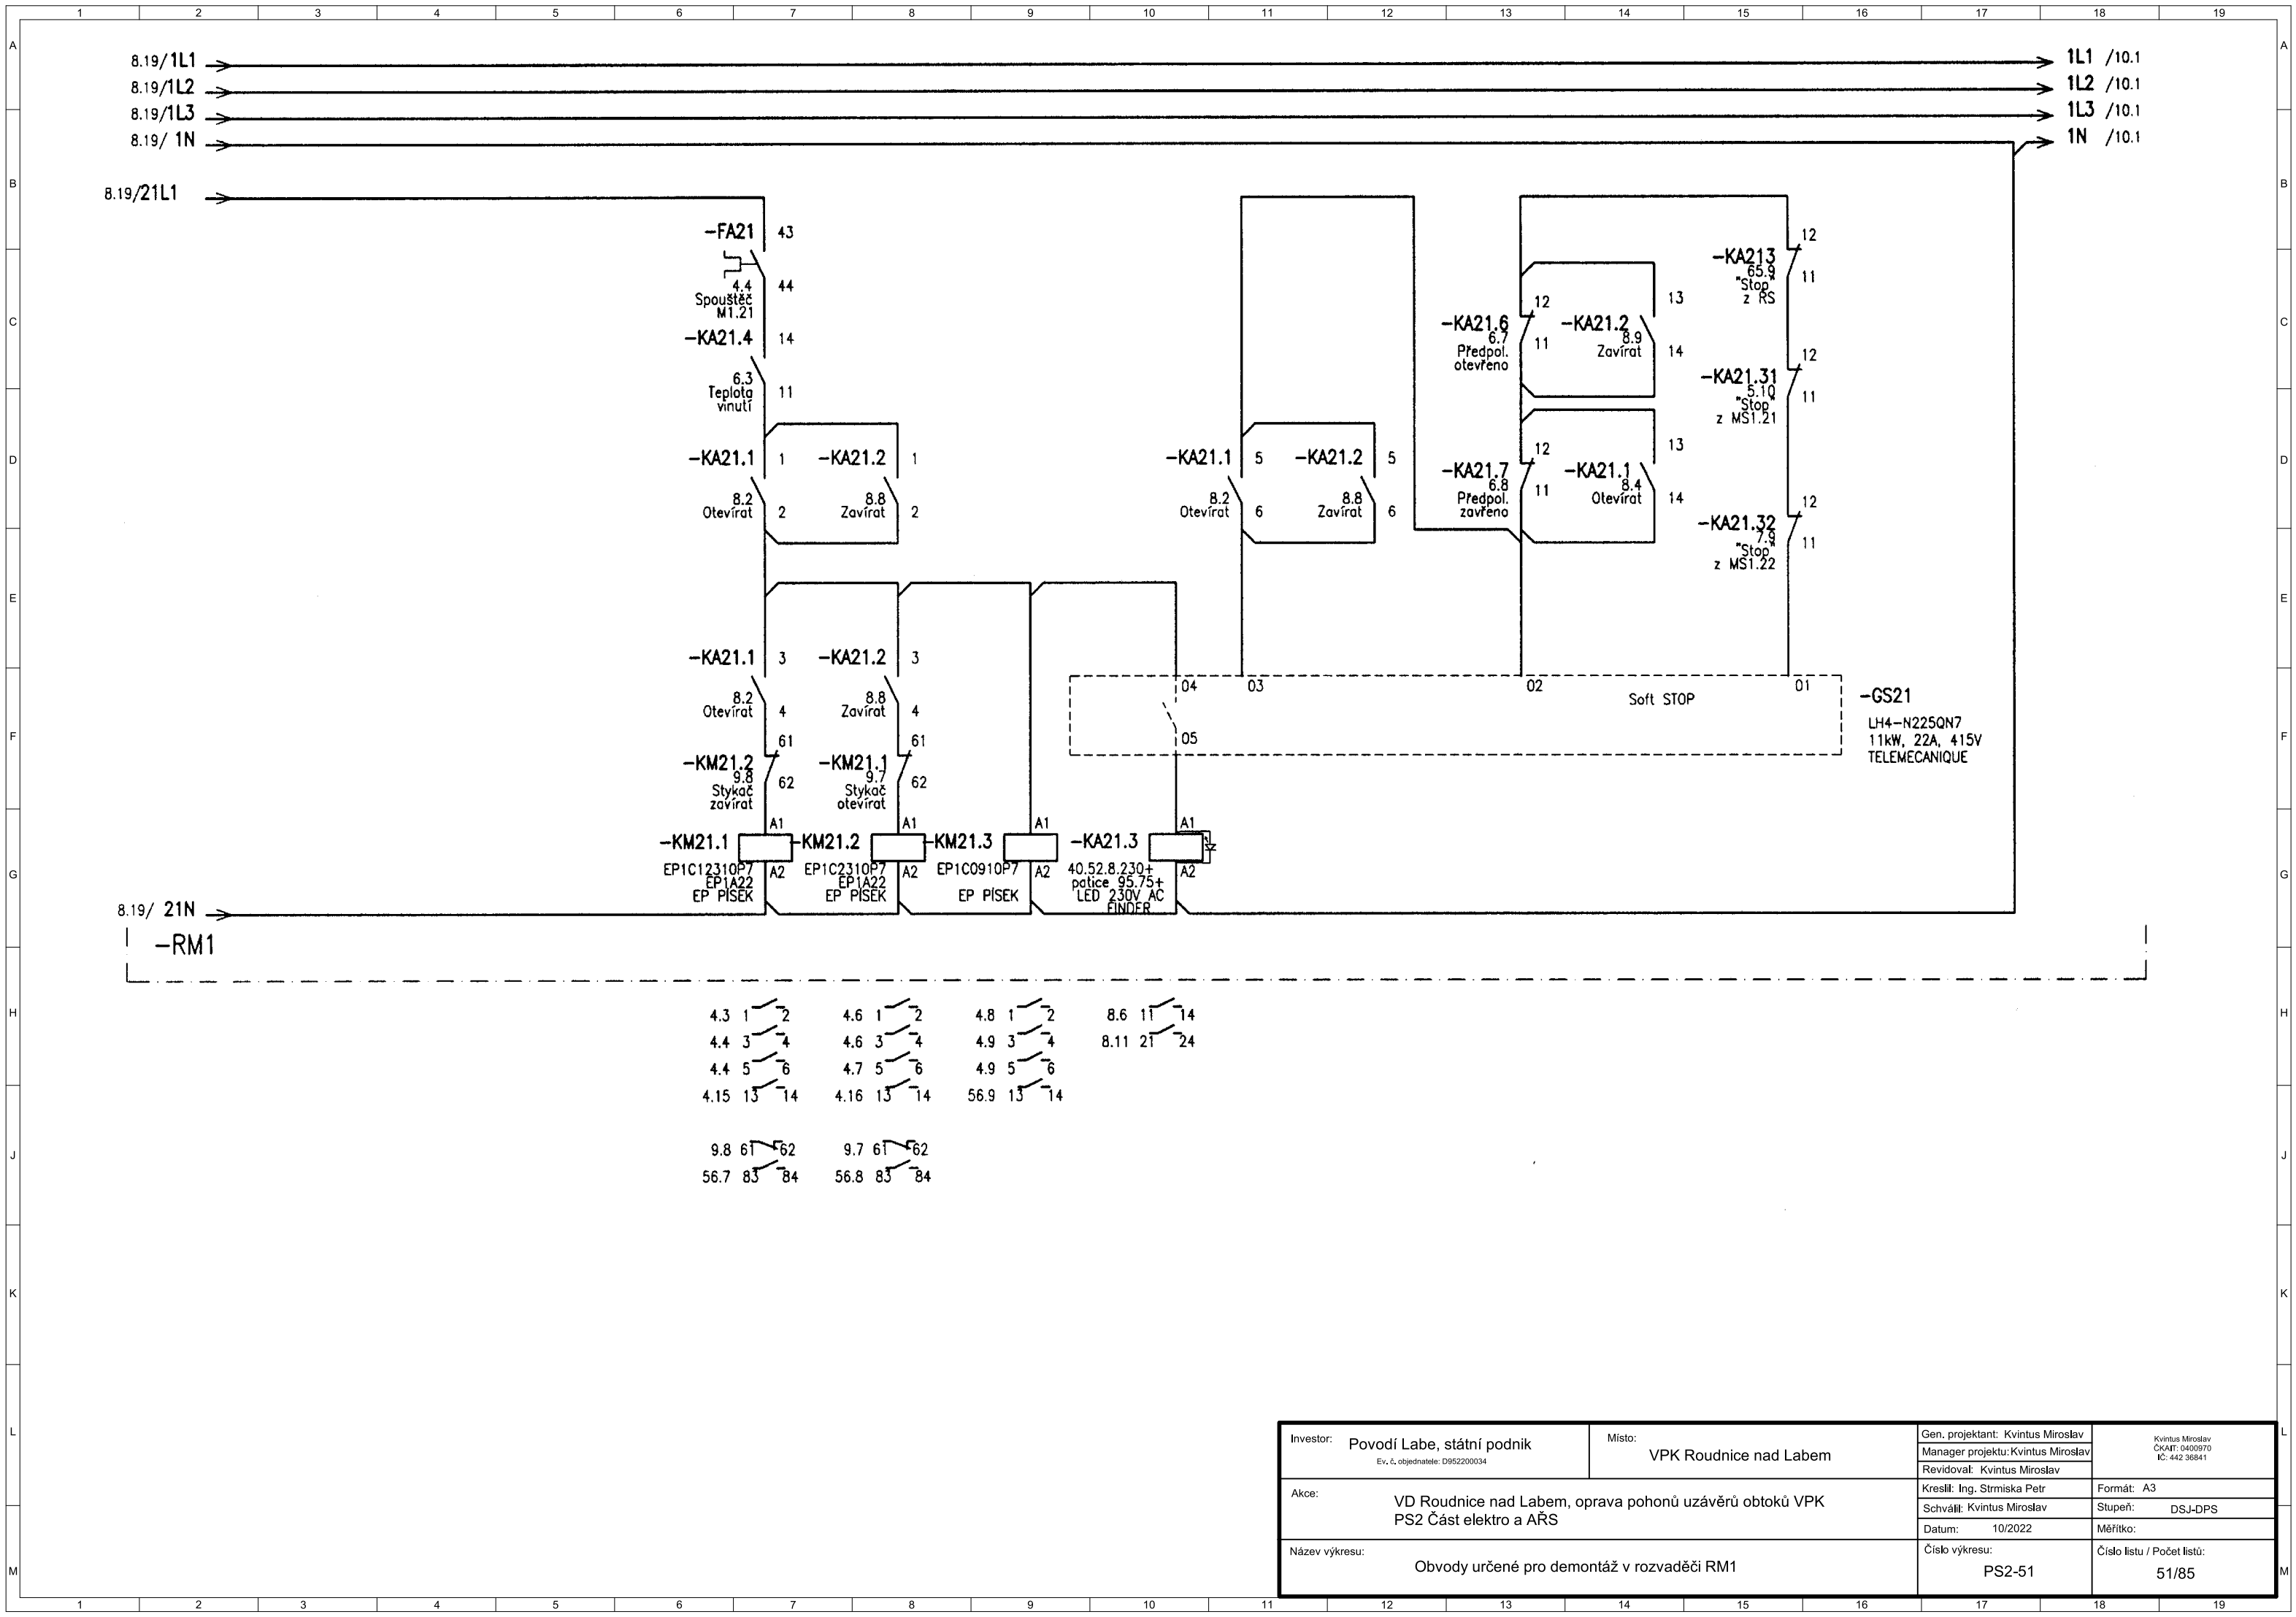 1 2 3 4 5 6 7 8 9 10 11 12 13 14 15 16 17 18 19
A A
8.19/1L1 1L1 /10.1
8.19/1L2 1L2 /10.1
8.19/1L3 1L3 /10.1
8.19/ 1N 1N /10.1
B B
8.19/21L1
-FA21 43
44
4.4
Spouštěč
M1.21
-KA21.4 14
6.3
Teplota
vinutí
11
-KA213 12
65.9
"Stop"
z RS
11
C C
-KA21.6 12
6.7
Předpol.
otevřeno
11
-KA21.2 13
8.9
Zavírat
14
-KA21.31 12
5.10
"Stop"
z MS1.21
11
D D
-KA21.1 1
8.2
Otevírat 2
-KA21.2 1
8.8
Zavírat 2
-KA21.1 5
8.2
Otevírat 6
-KA21.2 5
8.8
Zavírat 6
-KA21.7 12
6.8
Předpol.
zavřeno
11
-KA21.1 13
8.4
Otevírat
14
-KA21.32 12
7.9
"Stop"
z MS1.22
11
E E
-KA21.1 3
8.2
Otevírat 4
-KA21.2 3
8.8
Zavírat 4
04 03 02 01
Soft STOP
05
-GS21
LH4-N225QN7
11kW, 22A, 415V
TELEMECANIQUE
F F
-KM21.2 61
9.8
Stykač
zavírat
62
-KM21.1 61
9.7
Stykač
otevírat
62
-KM21.1 A1
EP1C12310P7 A2
EP1A22
EP PÍSEK
-KM21.2 A1
EP1C2310P7 A2
EP1A22
EP PÍSEK
-KM21.3 A1
EP1C0910P7 A2
EP PÍSEK
-KA21.3 A1
40.52.8.230+ A2
patice 95.75+
LED 230V AC
FINDER
G G
8.19/ 21N
-RM1
H H
4.3 1 2 4.6 1 2 4.8 1 2 8.6 11 14
4.4 3 4 4.6 3 4 4.9 3 4 8.11 21 24
4.4 5 6 4.7 5 6 4.9 5 6
4.15 13 14 4.16 13 14 56.9 13 14
J J
9.8 61 62 9.7 61 62
56.7 83 84 56.8 83 84
K K
L L
Investor: Povodí Labe, státní podnik
Ev. č. objednatele: D952200034
Místo:
VPK Roudnice nad Labem
Gen. projektant: Kvintus Miroslav
Manager projektu: Kvintus Miroslav
Revidoval: Kvintus Miroslav
Kvintus Miroslav
ČKAIT: 0400970
IČ: 442 36841
Akce:
VD Roudnice nad Labem, oprava pohonů uzávěrů obtoků VPK
PS2 Část elektro a AŘS
Kreslil: Ing. Strmiska Petr
Formát: A3
Schválil: Kvintus Miroslav
Stupeň: DSJ-DPS
Datum: 10/2022
Měřítko:
Název výkresu:
Obvody určené pro demontáž v rozvaděči RM1
Číslo výkresu:
PS2-51
Číslo listu / Počet listů:
51/85
M M
1 2 3 4 5 6 7 8 9 10 11 12 13 14 15 16 17 18 19